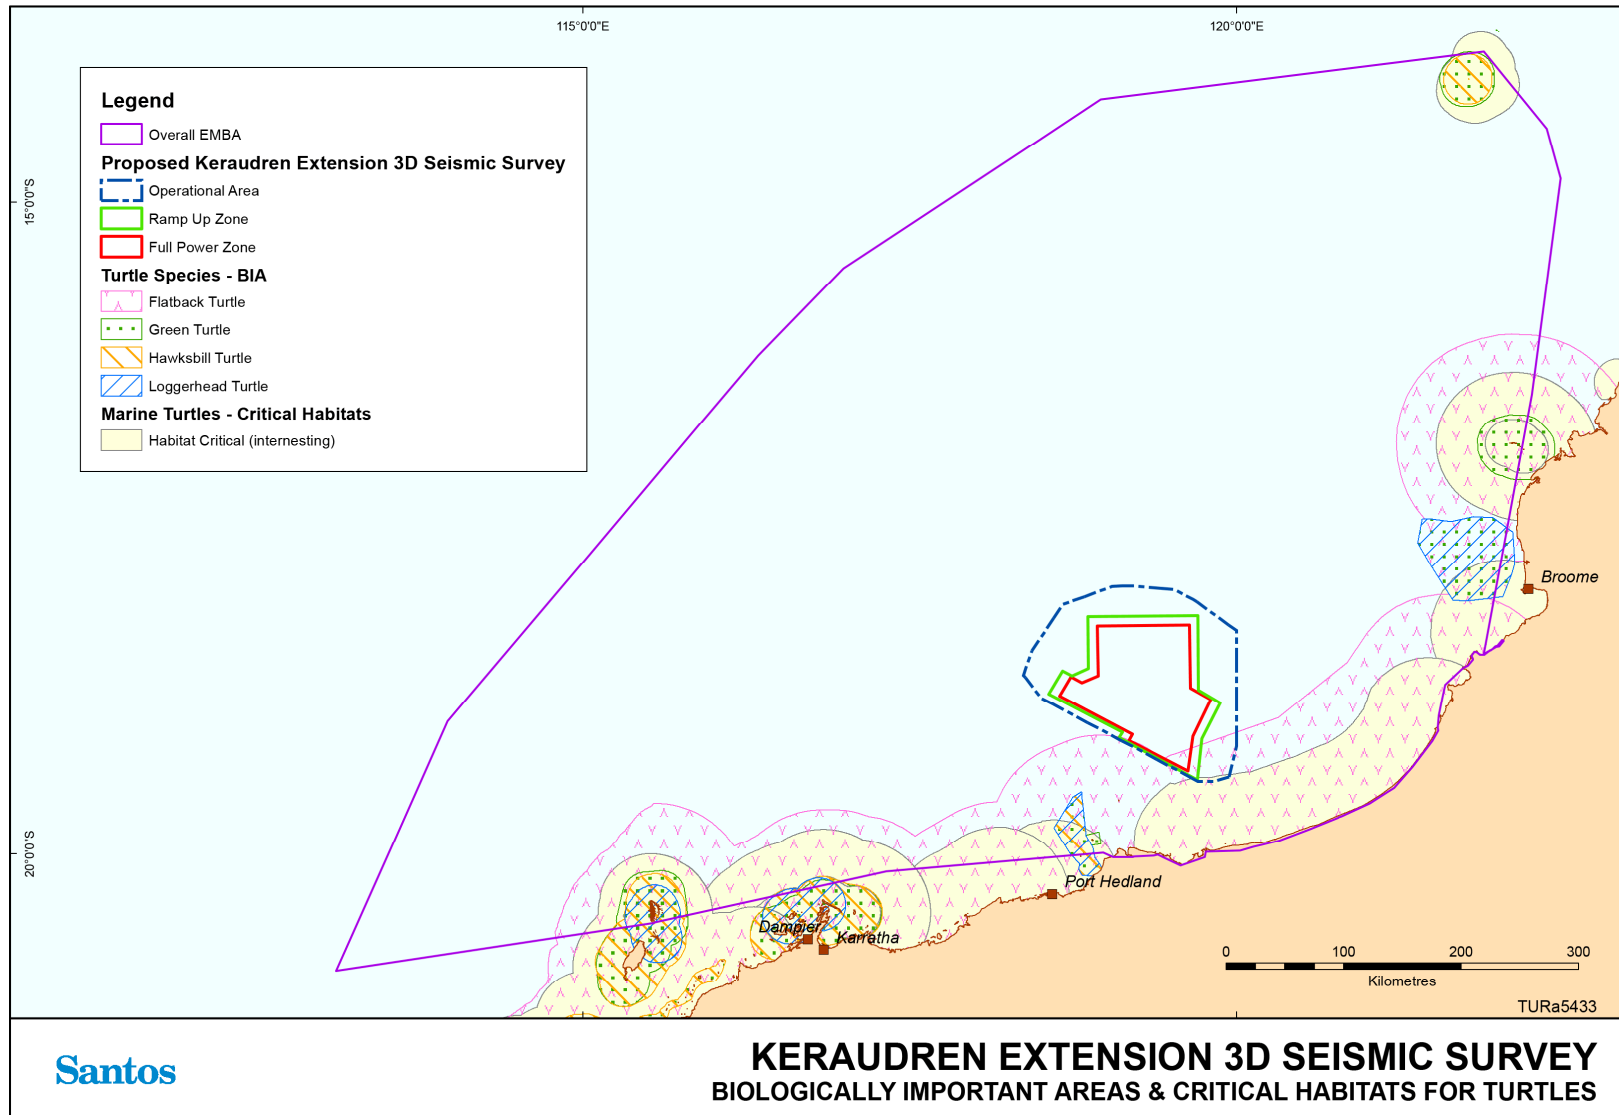 115°0'0"E
120°0'0"E
15°0'0"S
20°0'0"S
Legend
Overall EMBA
Proposed Keraudren Extension 3D Seismic Survey
Operational Area
Ramp Up Zone
Full Power Zone
Turtle Species - BIA
Flatback Turtle
Green Turtle
Hawksbill Turtle
Loggerhead Turtle
Marine Turtles - Critical Habitats
Habitat Critical (internesting)
Broome
Port Hedland
Dampier
Karratha
0 100 200 300
Kilometres
TURa5433
Santos
KERAUDREN EXTENSION 3D SEISMIC SURVEY
BIOLOGICALLY IMPORTANT AREAS & CRITICAL HABITATS FOR TURTLES